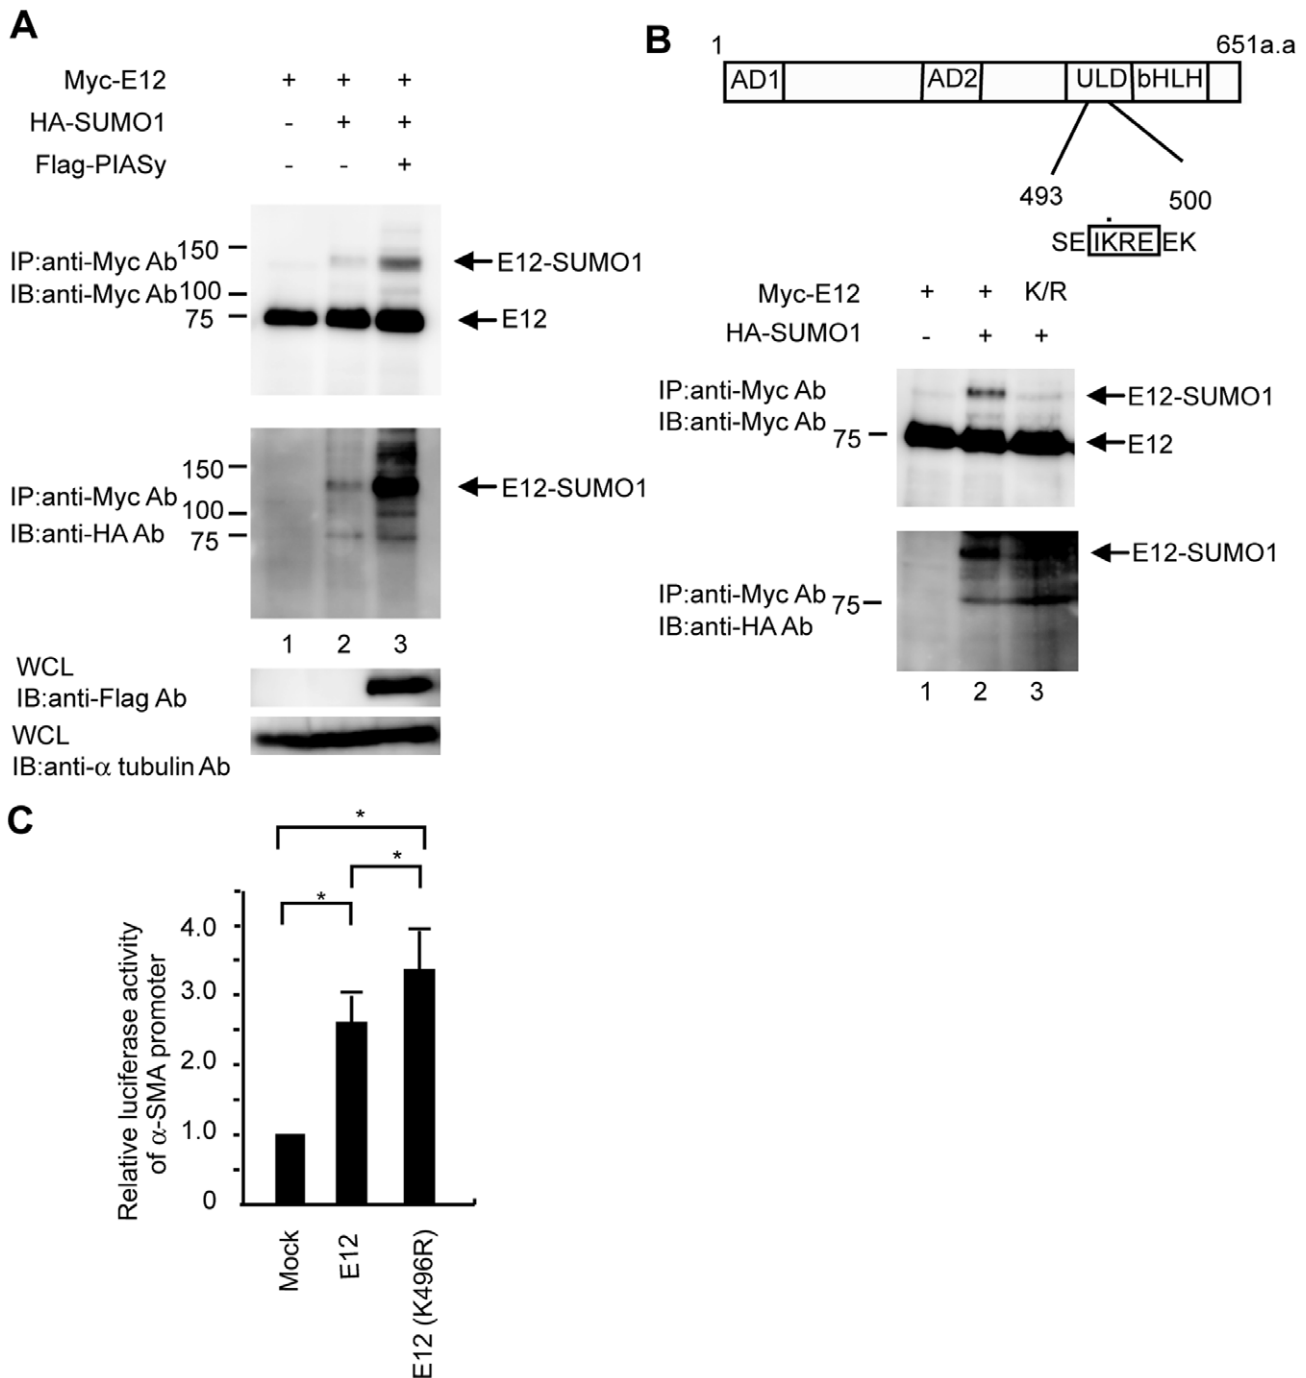 A
Myc-E12 + + +
HA-SUMO1 - + +
Flag-PIASy - - +
IP:anti-Myc Ab
IB:anti-Myc Ab
150
100
75
E12-SUMO1
E12
IP:anti-Myc Ab
IB:anti-HA Ab
150
100
75
E12-SUMO1
1 2 3
WCL
IB:anti-Flag Ab
WCL
IB:anti-α tubulin Ab
B
1 651a.a
AD1 AD2 ULD bHLH
493 500
SEIKREEK
Myc-E12 + + K/R
HA-SUMO1 - + +
IP:anti-Myc Ab
IB:anti-Myc Ab
75
E12-SUMO1
E12
IP:anti-Myc Ab
IB:anti-HA Ab
75
E12-SUMO1
1 2 3
C
*
*
*
Relative luciferase activity
of α-SMA promoter
4.0
3.0
2.0
1.0
0
Mock
E12
E12 (K496R)